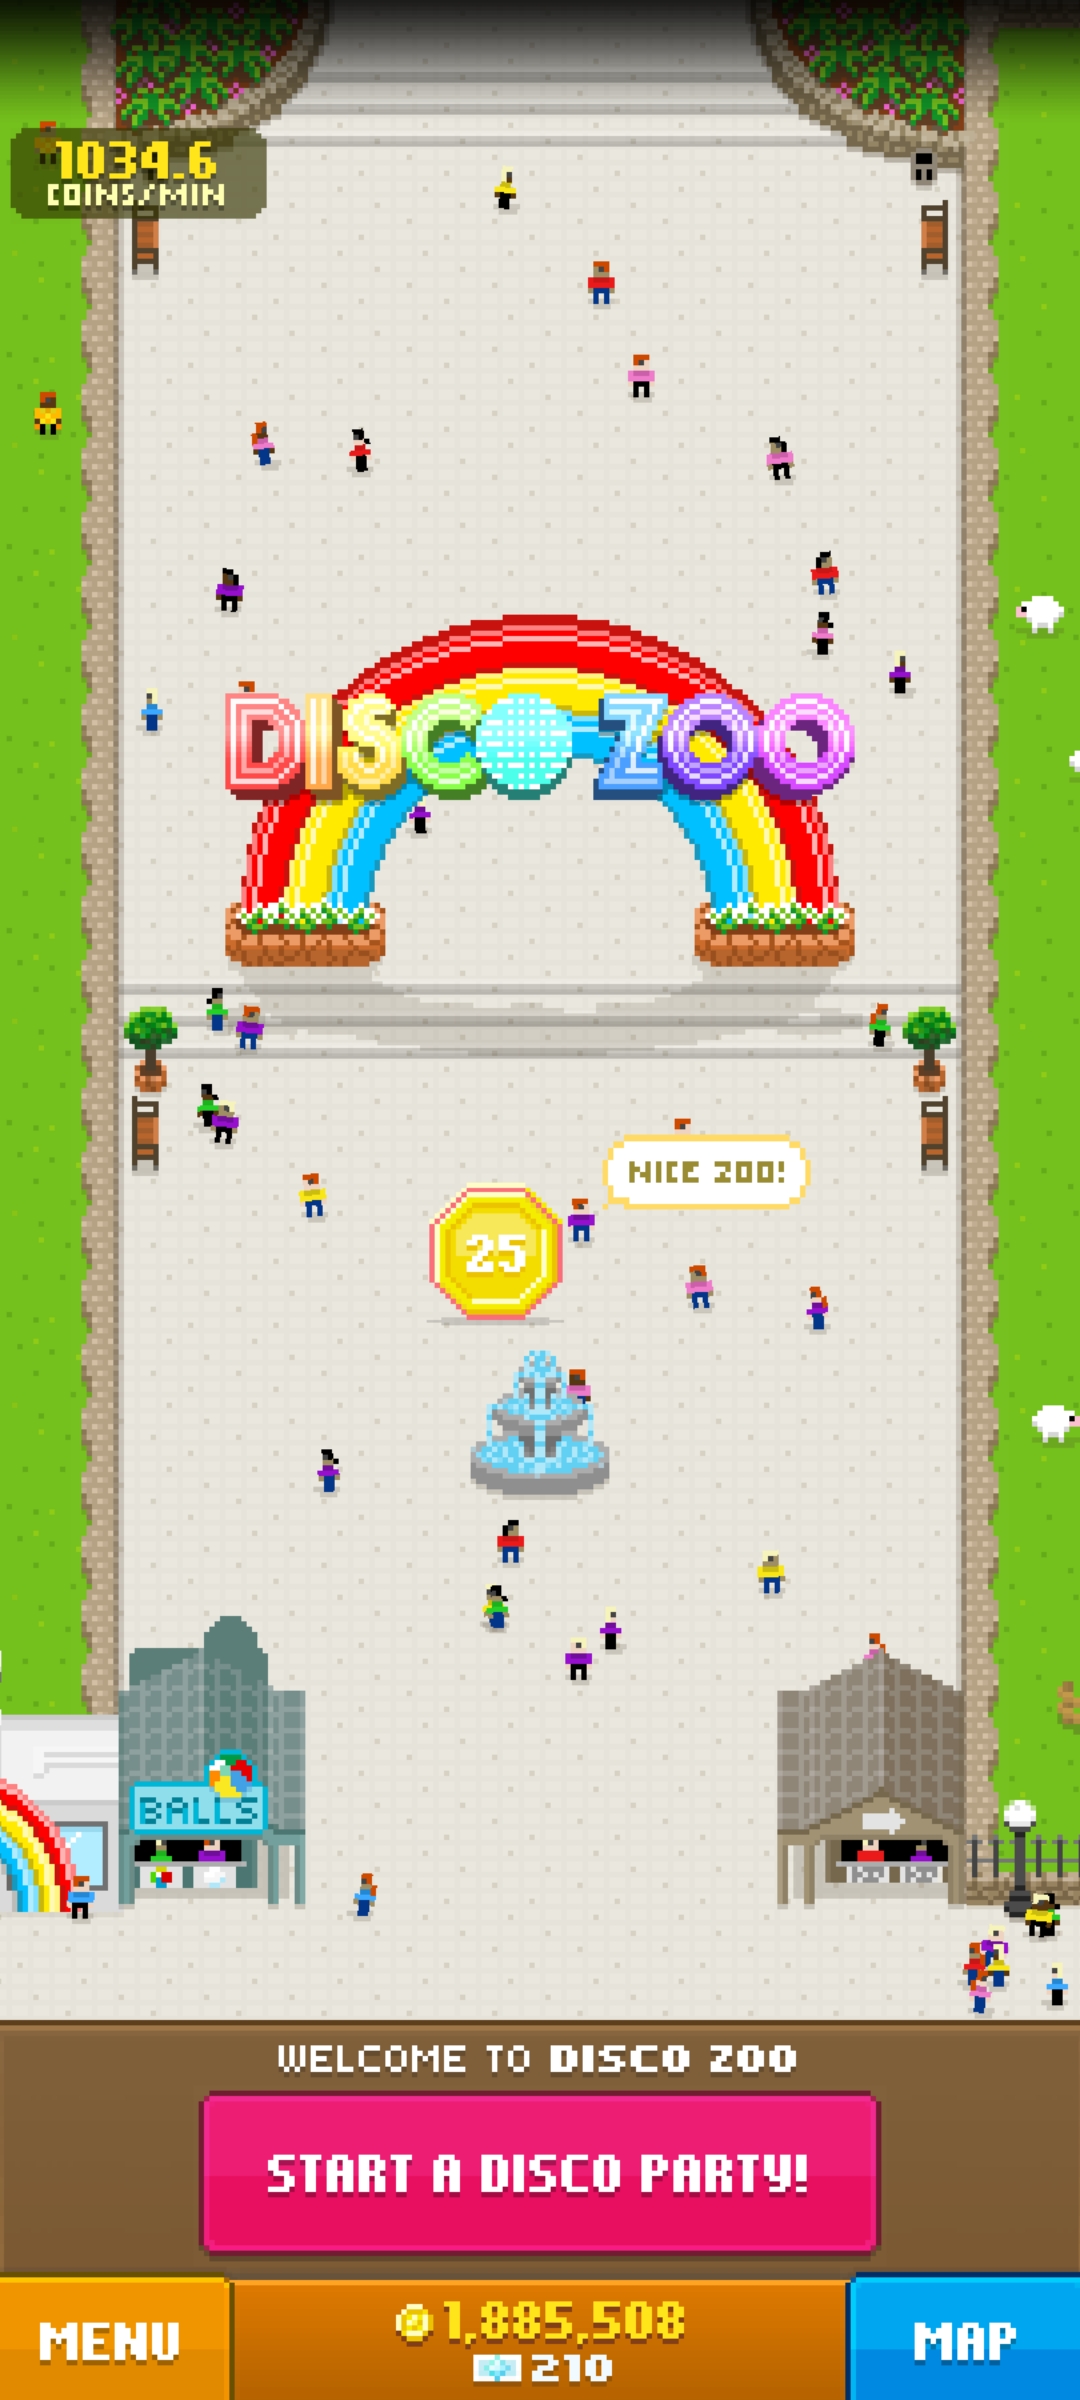 1034.6
COINS/MIN
DISCO ZOO
NICE ZOO!
25
BALLS
WELCOME TO DISCO ZOO
START A DISCO PARTY!
MENU
1,885,508
210
MAP